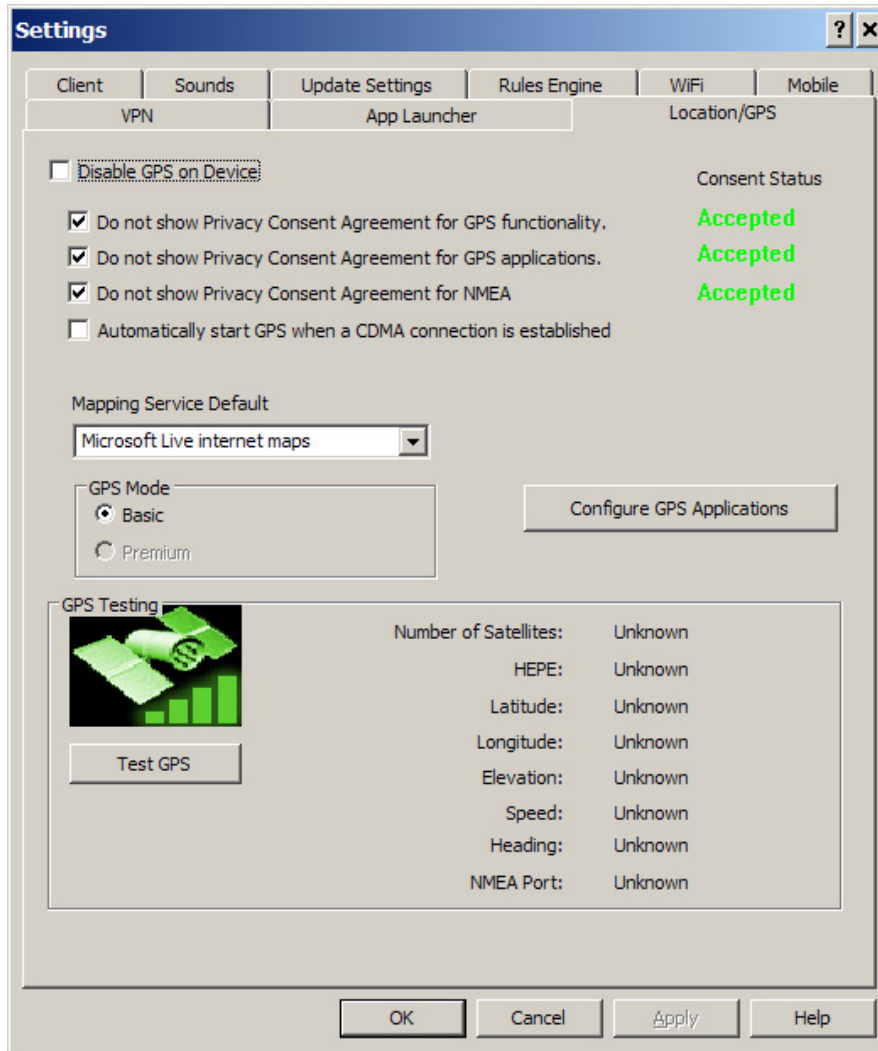 Settings
? ×
Client Sounds Update Settings Rules Engine WiFi Mobile
VPN App Launcher Location/GPS
Disable GPS on Device
Consent Status
Do not show Privacy Consent Agreement for GPS functionality. Accepted
Do not show Privacy Consent Agreement for GPS applications. Accepted
Do not show Privacy Consent Agreement for NMEA Accepted
Automatically start GPS when a CDMA connection is established
Mapping Service Default
Microsoft Live internet maps
GPS Mode
Basic
Premium
Configure GPS Applications
GPS Testing
Number of Satellites: Unknown
HEPE: Unknown
Latitude: Unknown
Longitude: Unknown
Test GPS
Elevation: Unknown
Speed: Unknown
Heading: Unknown
NMEA Port: Unknown
OK Cancel Apply Help